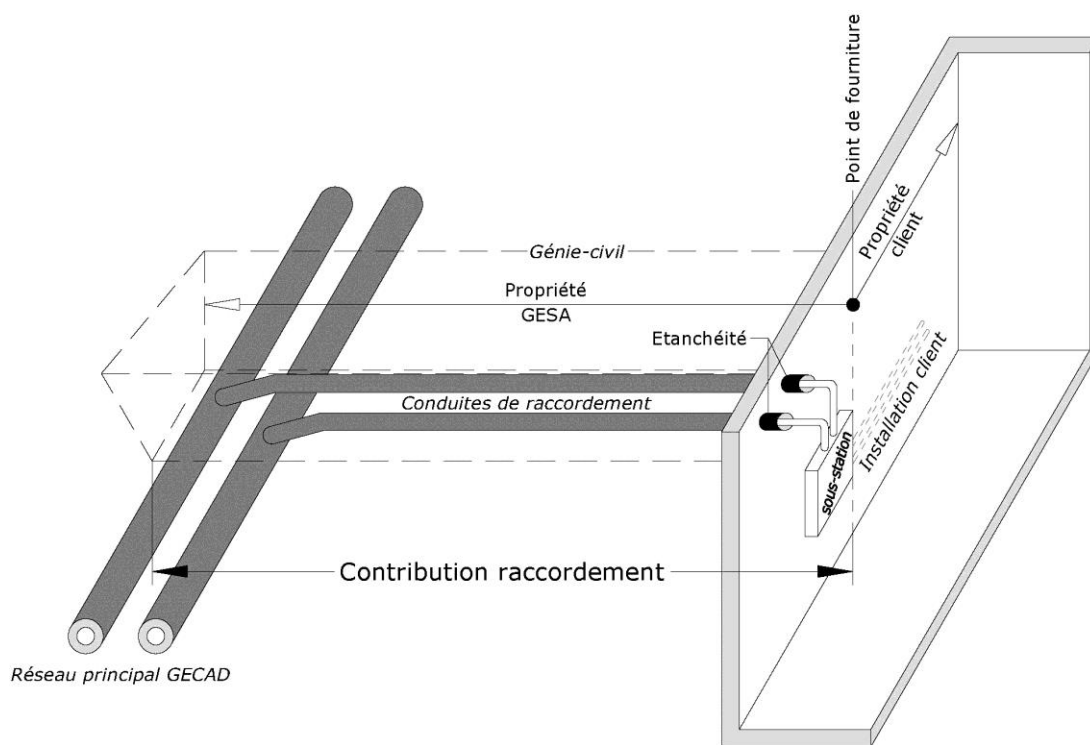 Point de fourniture
Propriété
client
Génie-civil
Propriété
GESA
Etanchéité
Conduites de raccordement
Installation client
sous-station
Contribution raccordement
Réseau principal GECAD